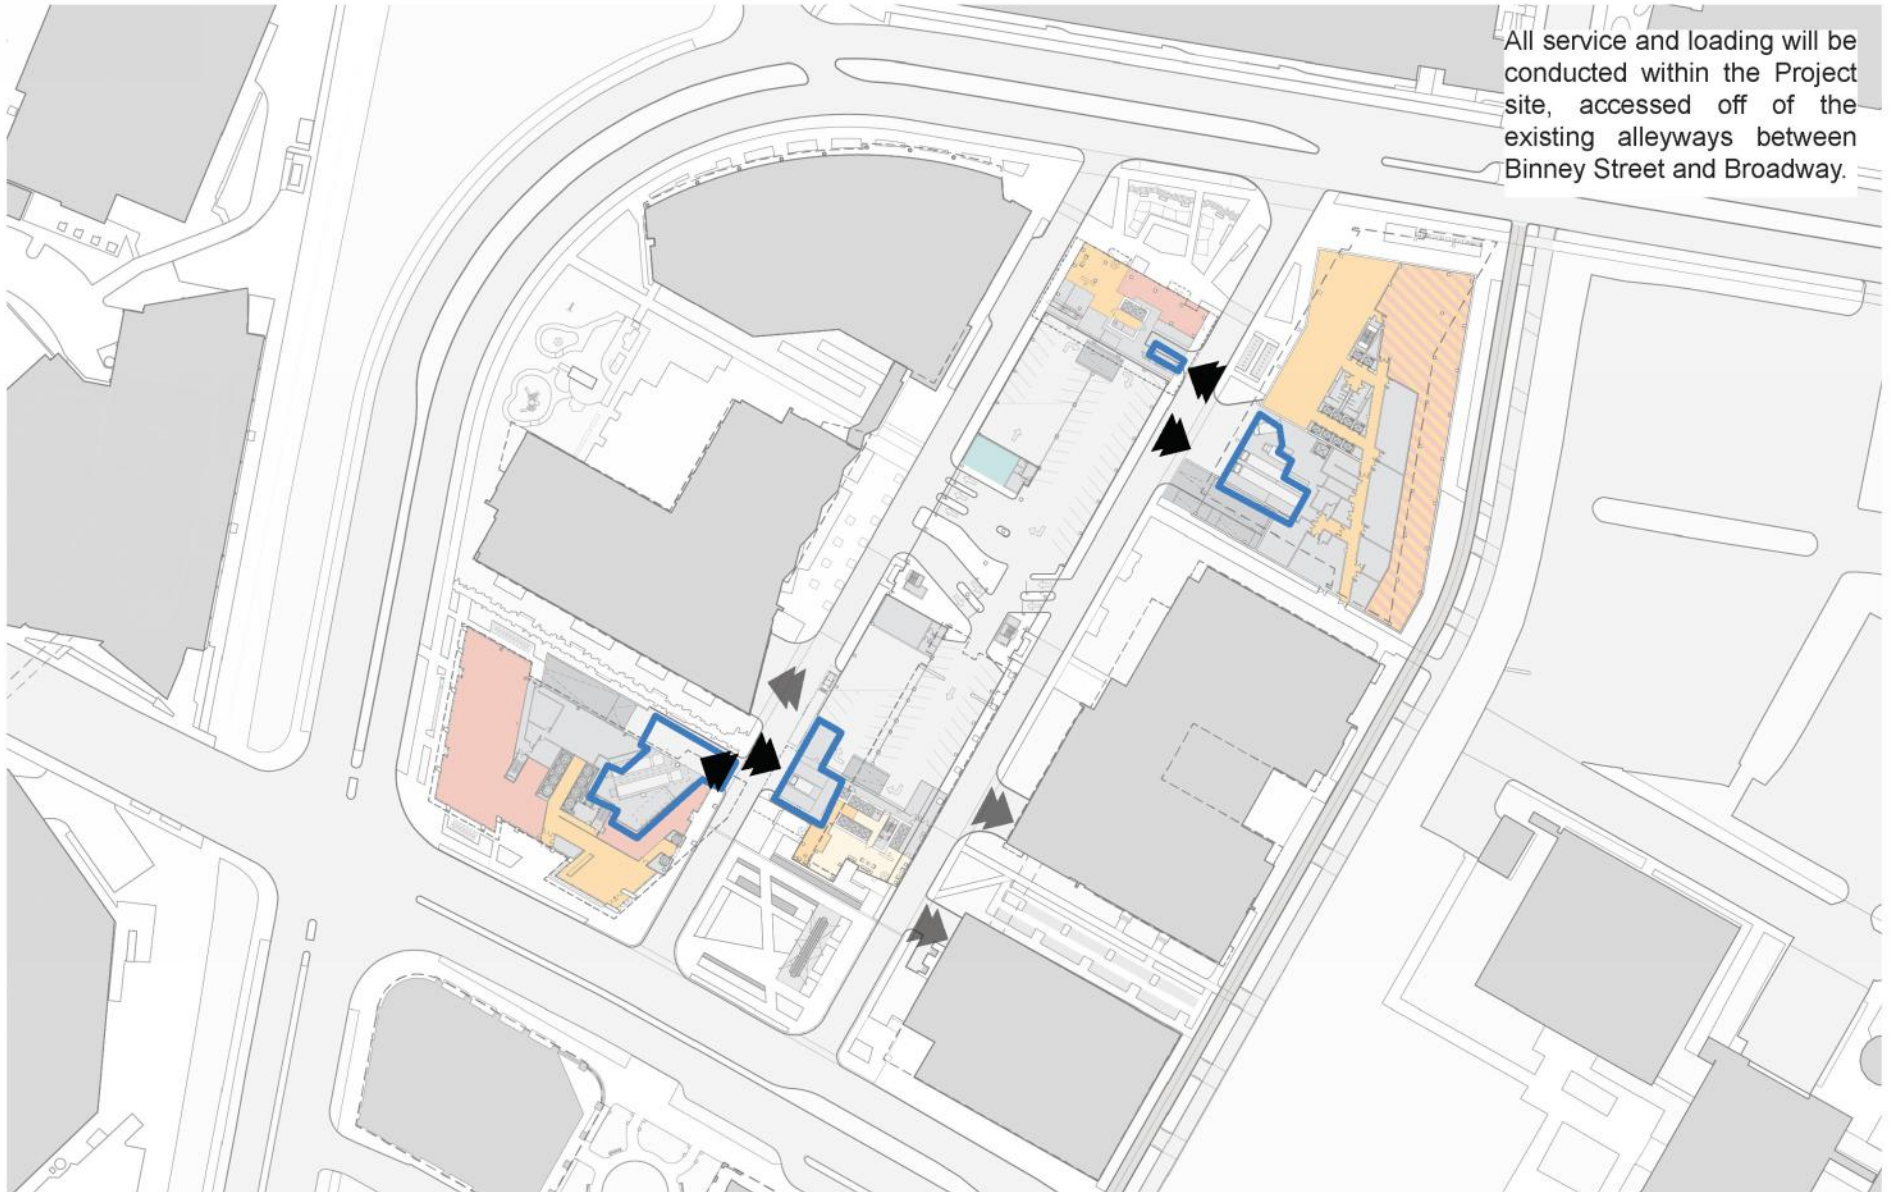 All service and loading will be
conducted within the Project
site, accessed off of the
existing alleyways between
Binney Street and Broadway.